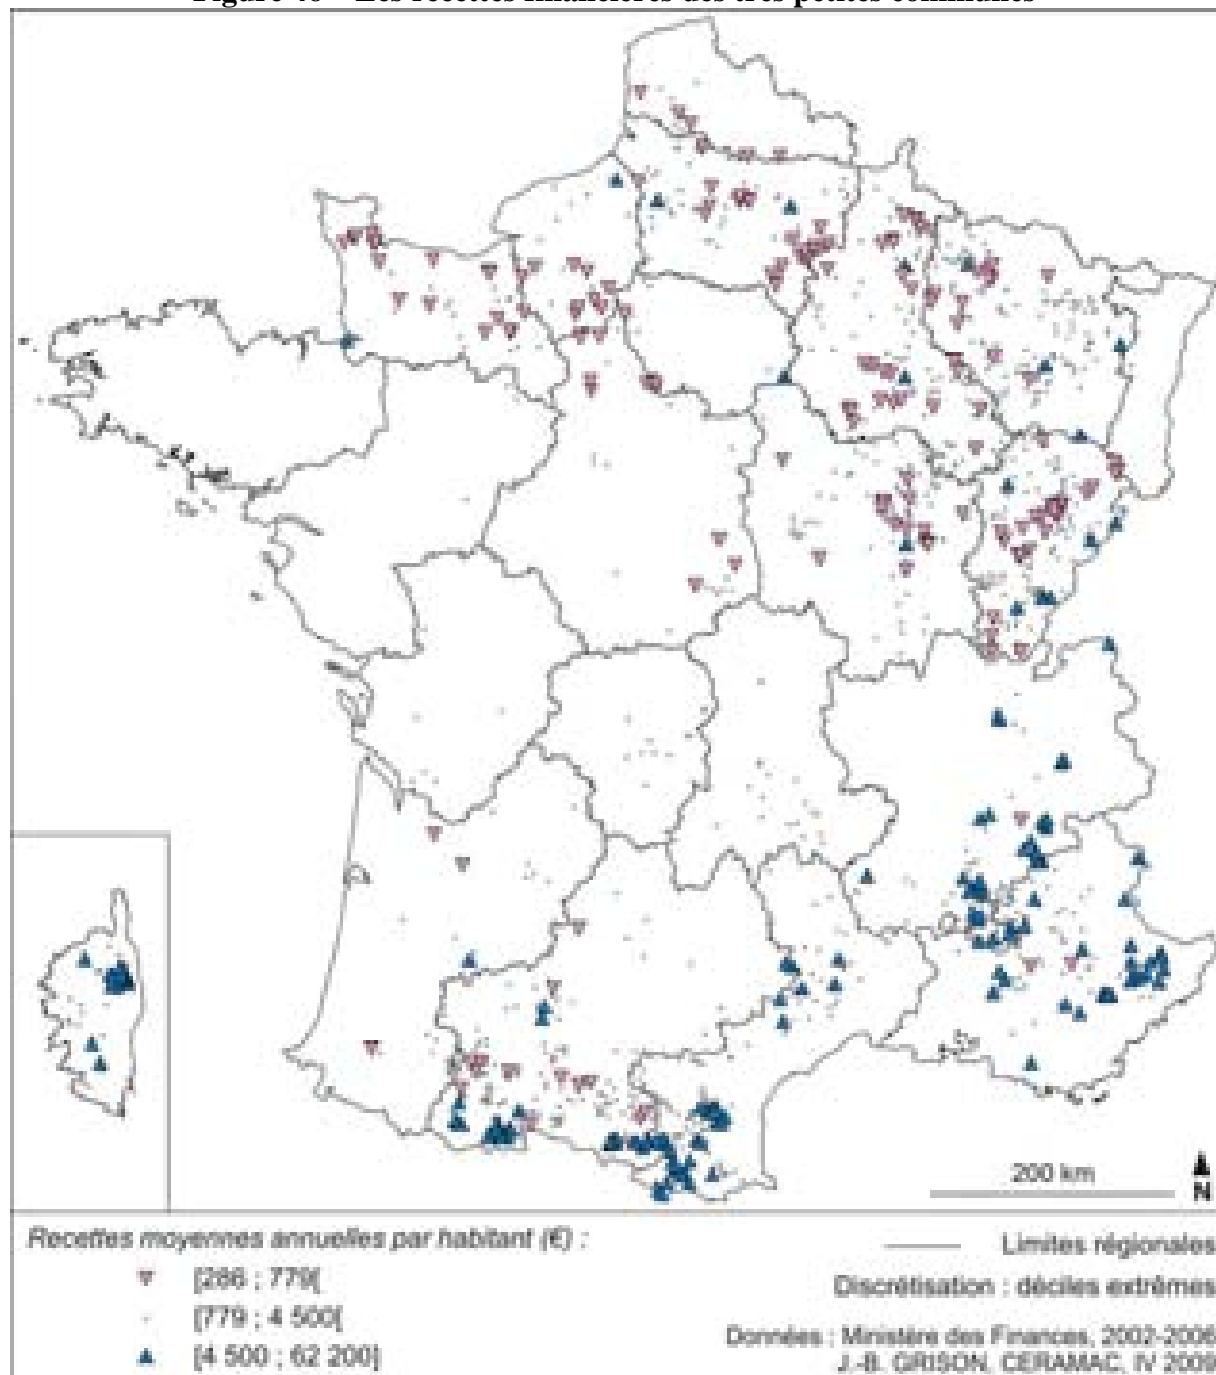 Figure 46 – Les recettes financières des très petites communes
200 km
N
Recettes moyennes annuelles par habitant (€) :
[286 ; 779[
[779 ; 4 500[
[4 500 ; 62 200]
Limites régionales
Discrétisation : déciles extrêmes
Données : Ministère des Finances, 2002-2006
J.-B. GRISON, CERAMAC, IV 2009